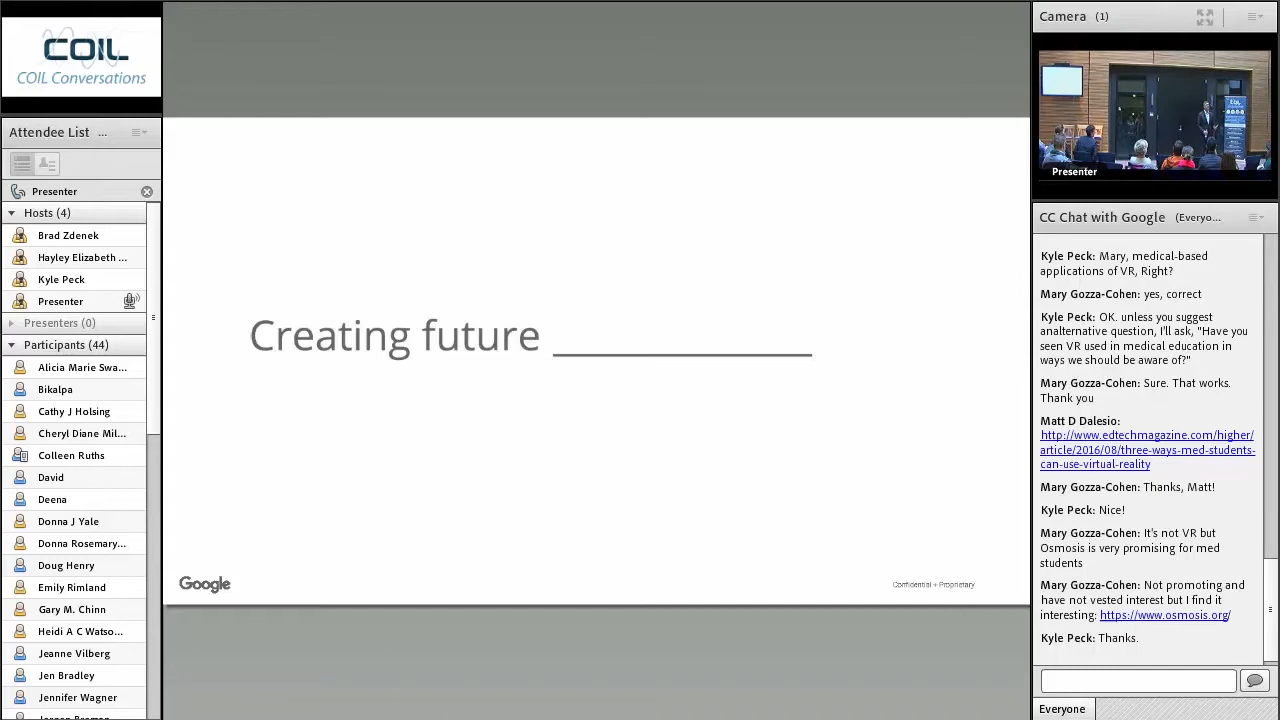 COIL
COIL Conversations
Attendee List ...
Presenter
Hosts (4)
Brad Zdenek
Hayley Elizabeth ...
Kyle Peck
Presenter
Presenters (0)
Participants (44)
Alicia Marie Swa...
Bikalpa
Cathy J Holsing
Cheryl Diane Mil...
Colleen Ruths
David
Deena
Donna J Yale
Donna Rosemary...
Doug Henry
Emily Rimland
Gary M. Chinn
Heidi A C Watso...
Jeanne Vilberg
Jen Bradley
Jennifer Wagner
Creating future ____________
Google
Confidential + Proprietary
Camera (1)
COIL
Presenter
CC Chat with Google (Everyo...
Kyle Peck: Mary, medical-based
applications of VR, Right?
Mary Gozza-Cohen: yes, correct
Kyle Peck: OK. unless you suggest
analternative question, I'll ask, "Have you
seen VR used in medical education in
ways we should be aware of?"
Mary Gozza-Cohen: Sure. That works.
Thank you
Matt D Dalesio:
http://www.edtechmagazine.com/higher/
article/2016/08/three-ways-med-students-
can-use-virtual-reality
Mary Gozza-Cohen: Thanks, Matt!
Kyle Peck: Nice!
Mary Gozza-Cohen: It's not VR but
Osmosis is very promising for med
students
Mary Gozza-Cohen: Not promoting and
have not vested interest but I find it
interesting: https://www.osmosis.org/
Kyle Peck: Thanks.
Everyone